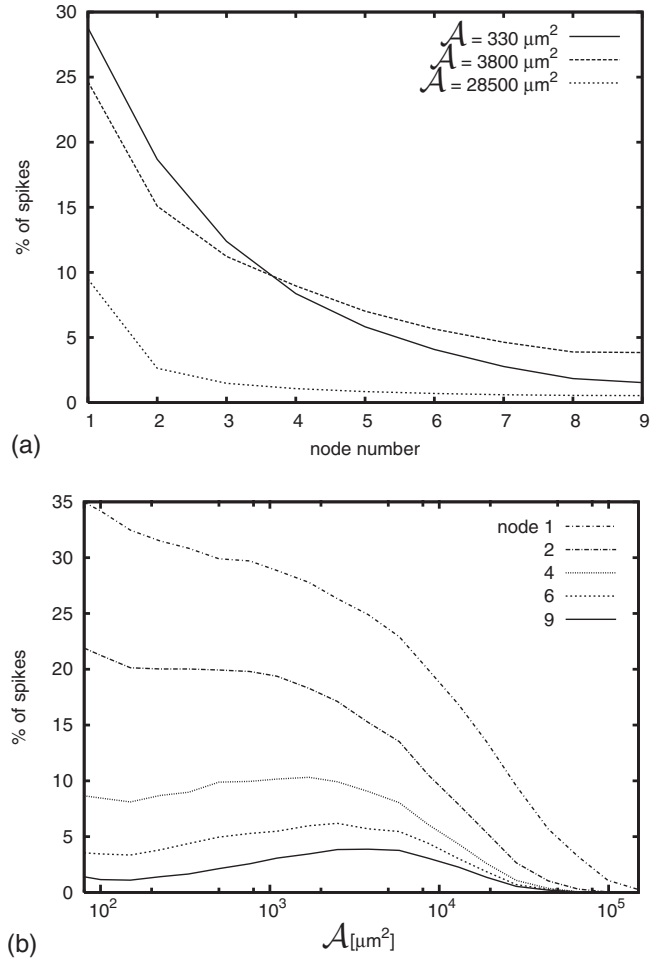 30
25
20
15
10
5
0
% of spikes
𝒜 = 330 μm²
𝒜 = 3800 μm²
𝒜 = 28500 μm²
1 2 3 4 5 6 7 8 9
node number
(a)
35
30
25
20
15
10
5
0
% of spikes
node 1
2
4
6
9
10² 10³ 10⁴ 10⁵
𝒜[μm²]
(b)